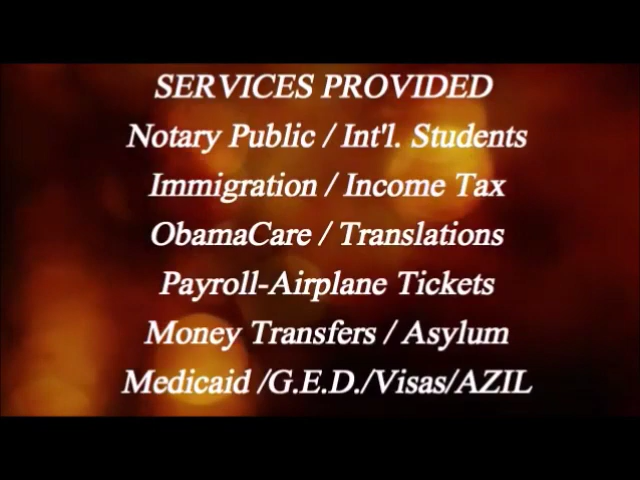 SERVICES PROVIDED
Notary Public / Int'l. Students
Immigration / Income Tax
ObamaCare / Translations
Payroll-Airplane Tickets
Money Transfers / Asylum
Medicaid /G.E.D./Visas/AZIL